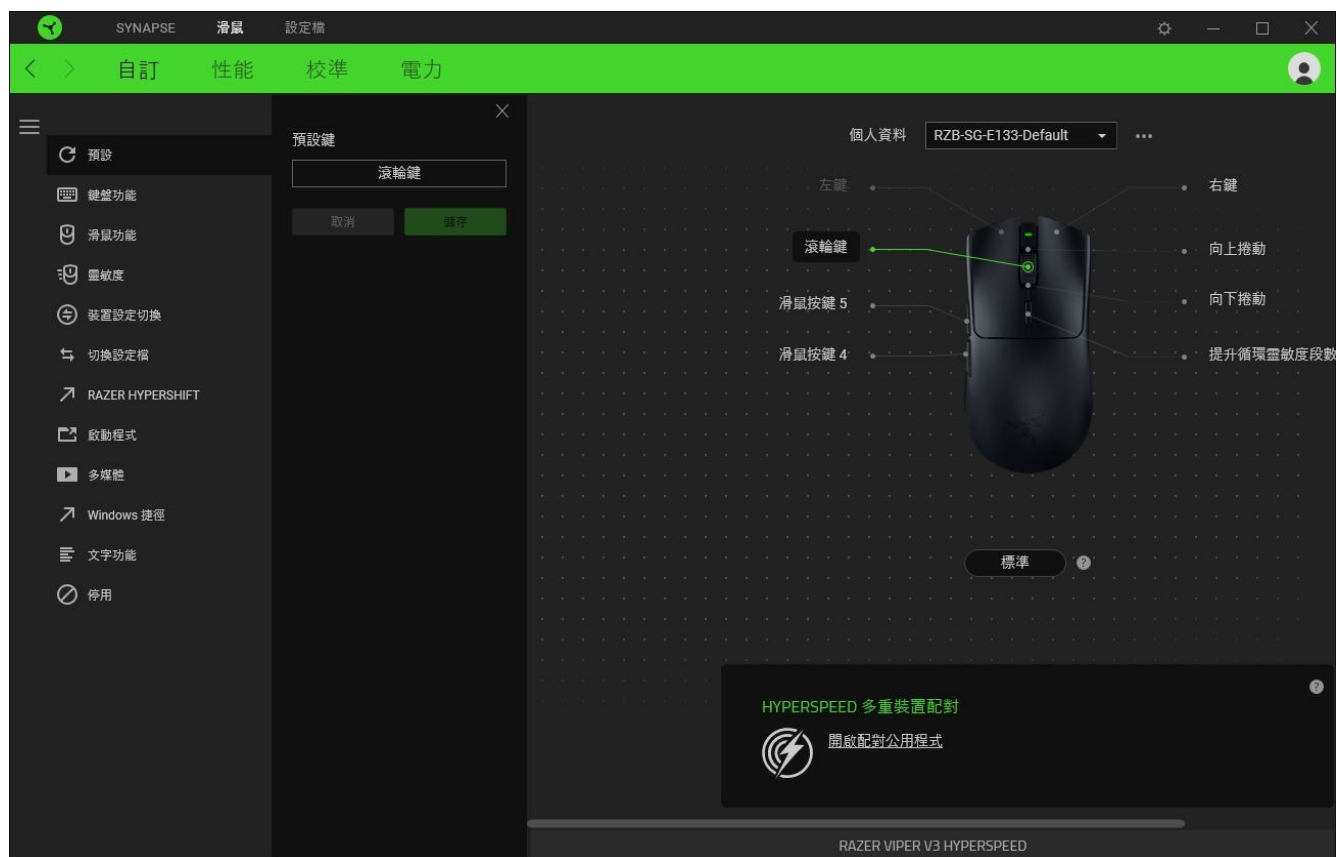 SYNAPSE 滑鼠 設定檔
自訂 性能 校準 電力
預設
鍵盤功能
滑鼠功能
靈敏度
裝置設定切換
切換設定檔
RAZER HYPERSHIFT
啟動程式
多媒體
Windows 捷徑
文字功能
停用
預設鍵
滾輪鍵
取消 儲存
個人資料 RZB-SG-E133-Default
左鍵 右鍵
滾輪鍵 向上捲動
滑鼠按鍵 5 向下捲動
滑鼠按鍵 4 提升循環靈敏度段數
標準 ?
HYPERSPEED 多重裝置配對 ?
開啟配對公用程式
RAZER VIPER V3 HYPERSPEED